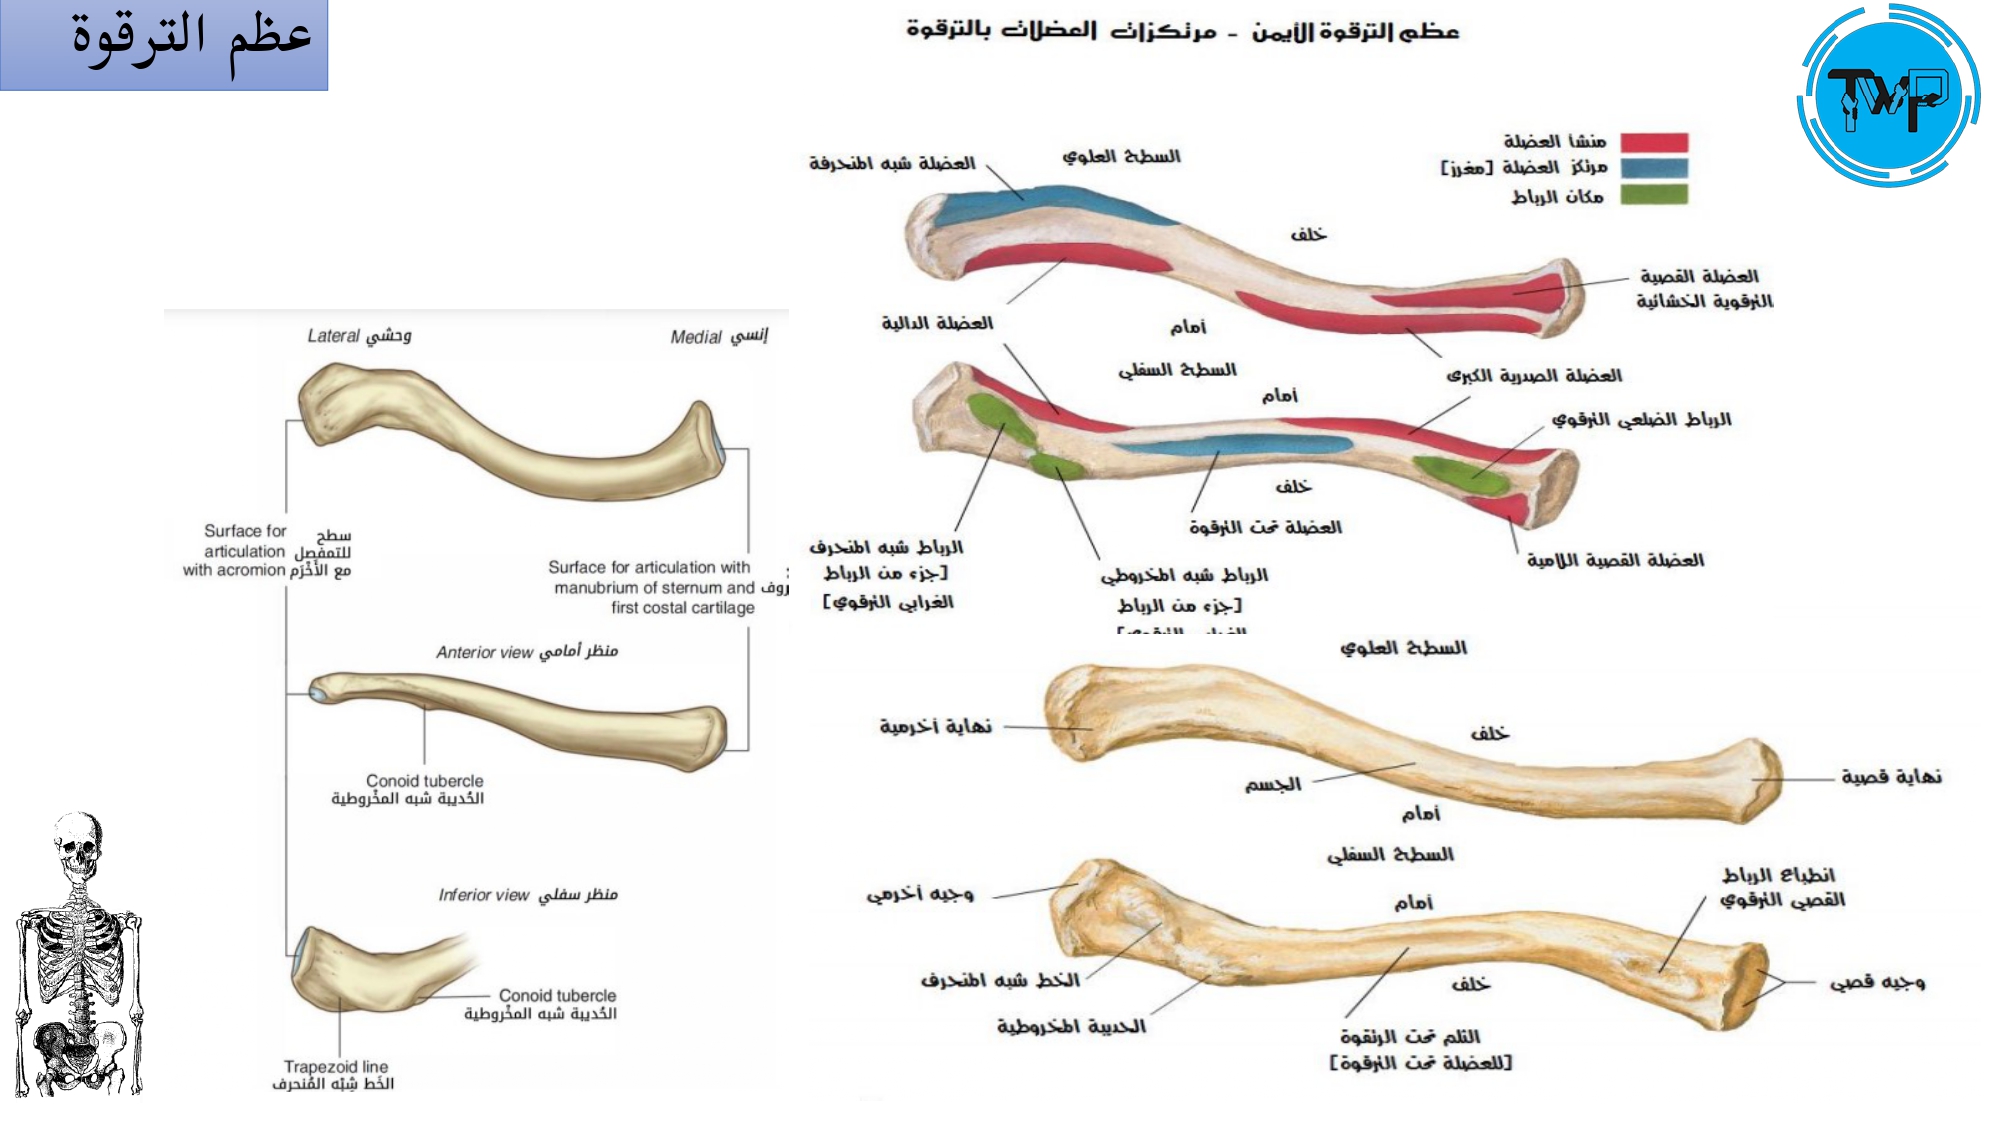 عظم الترقوة
عظم الترقوة الأيمن - مرتكزات العضلات بالترقوة
TWP
منشأ العضلة
مرتكز العضلة [مغرز]
مكان الرباط
السطح العلوي
العضلة شبه المنحرفة
خلف
العضلة القصية
الترقوية الخشائية
العضلة الدالية
أمام
السطح السفلي
العضلة الصدرية الكبرى
أمام
الرباط الضلعي الترقوي
خلف
العضلة تحت الترقوة
العضلة القصية اللامية
الرباط شبه المنحرف
[جزء من الرباط
الغرابي الترقوي]
الرباط شبه المخروطي
[جزء من الرباط
الغرابي الترقوي]
Lateral وحشي
Medial إنسي
Surface for
articulation
with acromion
سطح
للتمفصل
مع الأخرَم
Surface for articulation with
manubrium of sternum and
first costal cartilage
روف
Anterior view منظر أمامي
Conoid tubercle
الحُديبة شبه المخْروطية
Inferior view منظر سفلي
Conoid tubercle
الحُديبة شبه المخْروطية
Trapezoid line
الخَط شِبْه المُنحرف
السطح العلوي
نهاية أخرمية
خلف
الجسم
نهاية قصية
أمام
السطح السفلي
انطباع الرباط
القصي الترقوي
وجيه أخرمي
أمام
الخط شبه المنحرف
خلف
وجيه قصي
الحديبة المخروطية
الثلم تحت الرتقوة
[للعضلة تحت الترقوة]